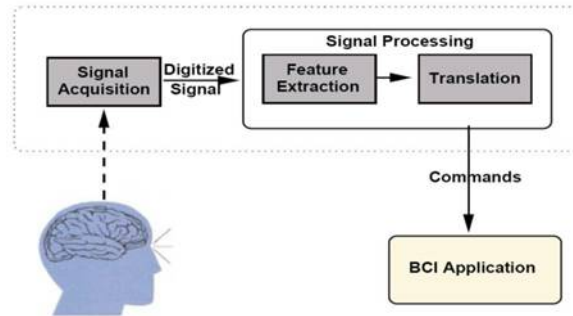 Signal Processing
Signal
Acquisition
Digitized
Signal
Feature
Extraction
Translation
Commands
BCI Application